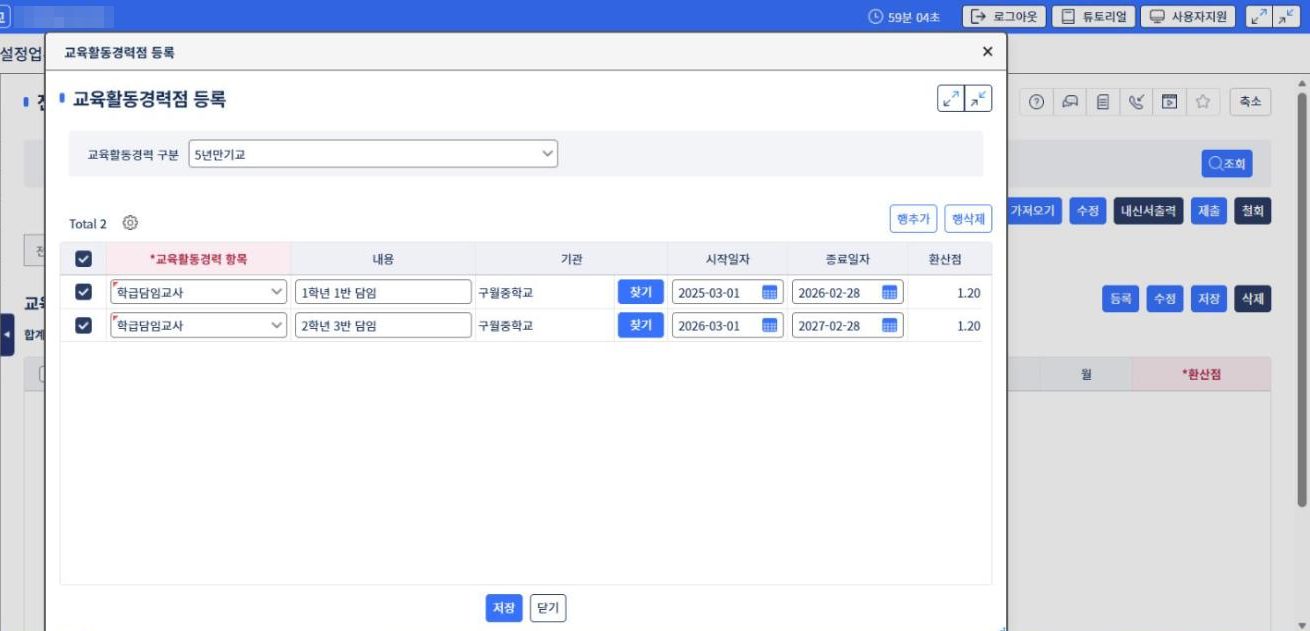 59분 04초 로그아웃 튜토리얼 사용자지원
설정업
교육활동경력점 등록
교육활동경력점 등록
축소
교육활동경력 구분 5년만기교
조회
Total 2 행추가 행삭제
가져오기 수정 내신서출력 제출 철회
*교육활동경력 항목 내용 기관 시작일자 종료일자 환산점
학급담임교사 1학년 1반 담임 구월중학교 찾기 2025-03-01 2026-02-28 1.20
등록 수정 저장 삭제
학급담임교사 2학년 3반 담임 구월중학교 찾기 2026-03-01 2027-02-28 1.20
합계
월 *환산점
저장 닫기